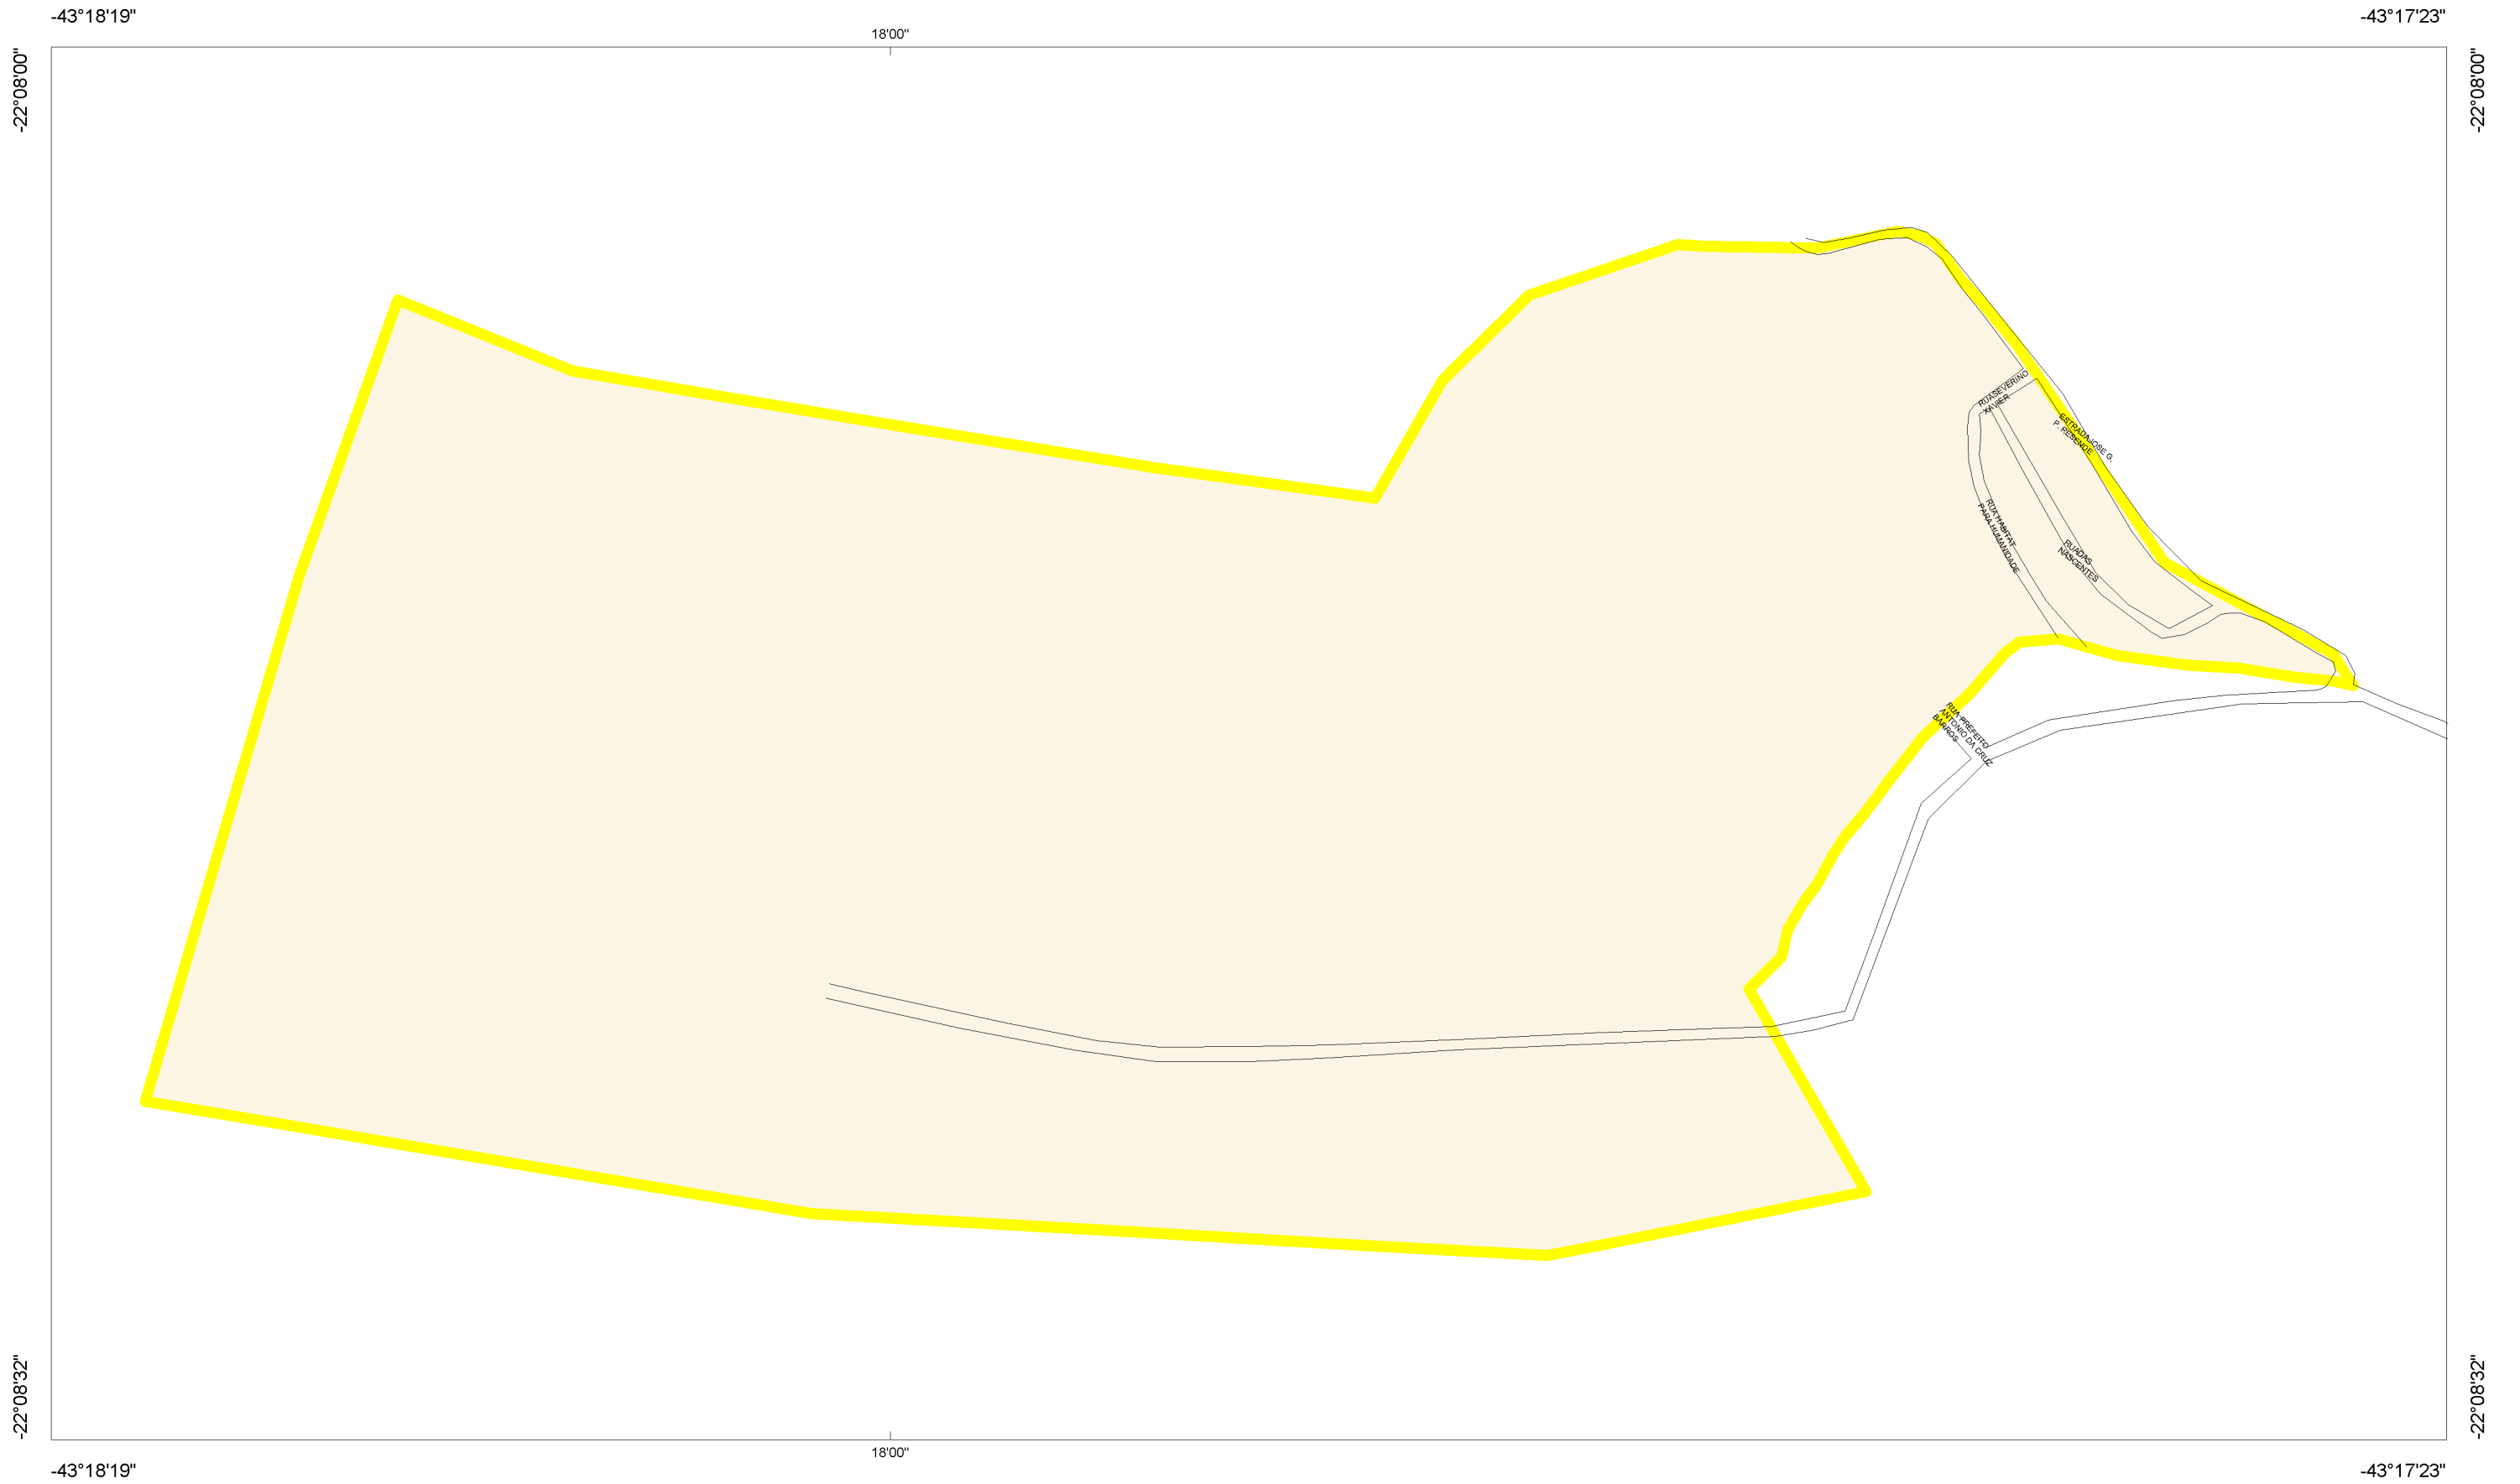 -43°18'19"
-43°17'23"
18'00"
-22°08'00"
-22°08'00"
RUA SEVERINO
XAVIER
ESTRADA JOSE G.
P. RESENDE
RUA HABITAT
PARA HUMANIDADE
RUA DAS
NASCENTES
RUA PREFEITO
ANTONIO DA CRUZ
BARROS
-22°08'32"
-22°08'32"
18'00"
-43°18'19"
-43°17'23"